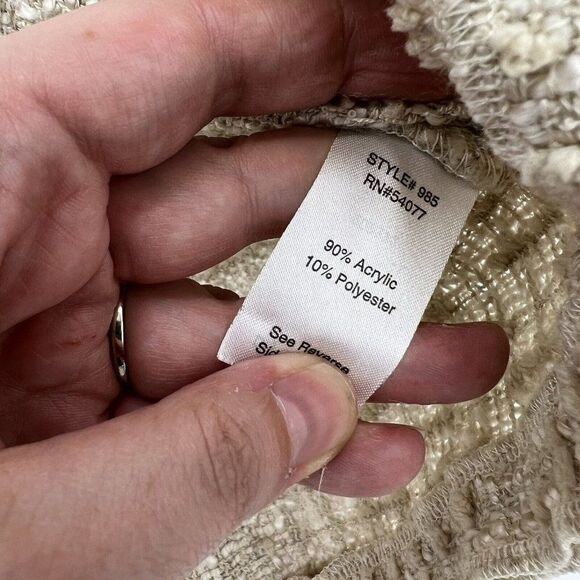 STYLE# 985
RN#54077
90% Acrylic
10% Polyester
See Reverse